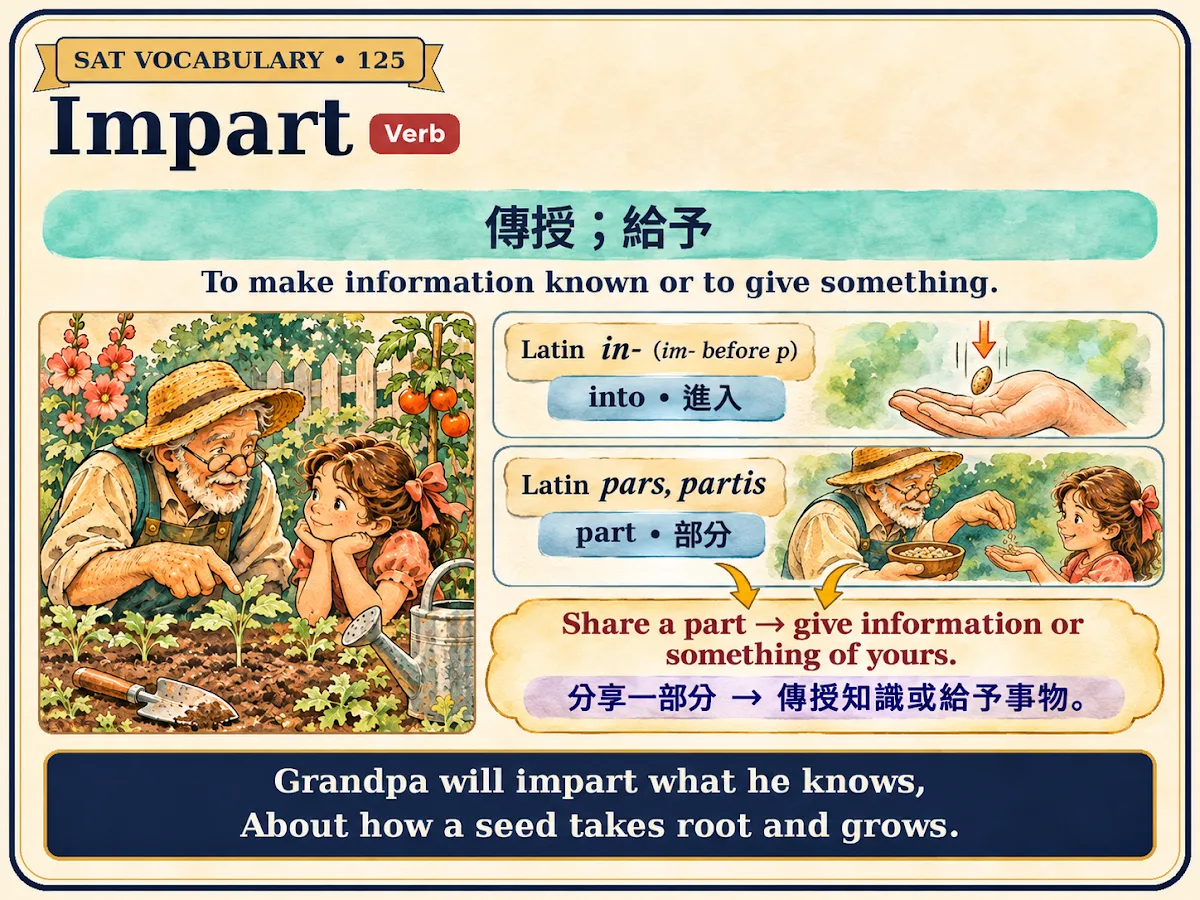 SAT VOCABULARY • 125
Impart Verb
傳授；給予
To make information known or to give something.
Latin in- (im- before p)
into • 進入
Latin pars, partis
part • 部分
Share a part → give information or
something of yours.
分享一部分 → 傳授知識或給予事物。
Grandpa will impart what he knows,
About how a seed takes root and grows.